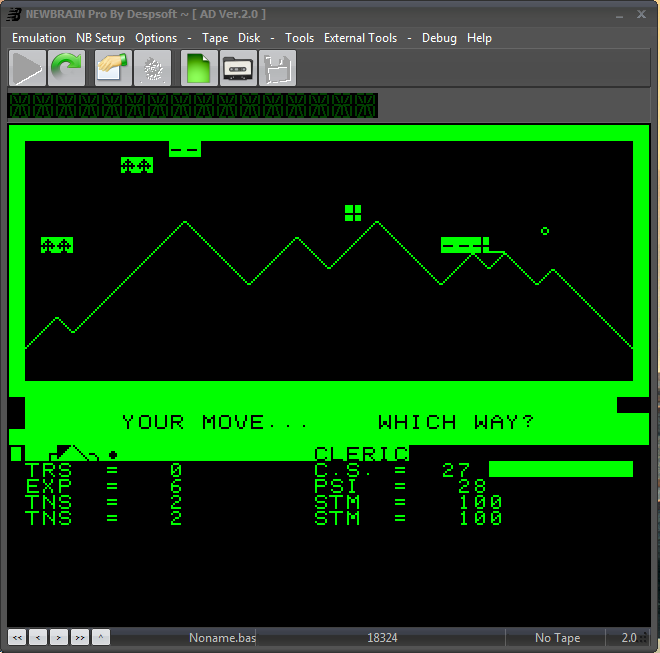 NEWBRAIN Pro By Despsoft ~ [ AD Ver.2.0 ]
Emulation NB Setup Options - Tape Disk - Tools External Tools - Debug Help
YOUR MOVE... WHICH WAY?
CLERIC
TRS = 0 C.S. = 27
EXP = 6 PSI = 28
TNS = 2 STM = 100
TNS = 2 STM = 100
<< < > >> ^ Noname.bas 18324 No Tape 2.0